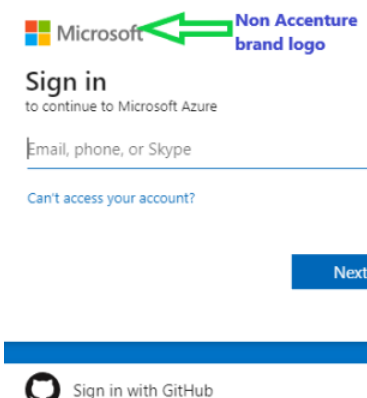 Microsoft
Non Accenture
brand logo
Sign in
to continue to Microsoft Azure
Email, phone, or Skype
Can't access your account?
Next
Sign in with GitHub